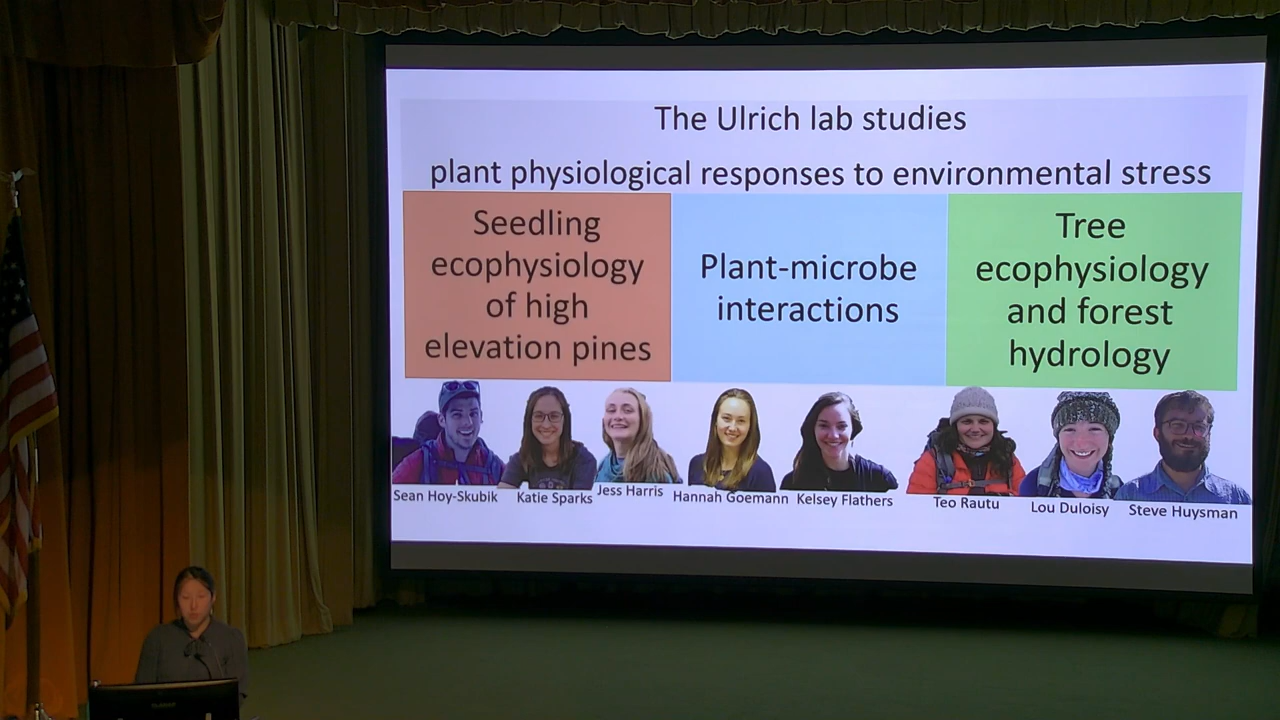 The Ulrich lab studies
plant physiological responses to environmental stress
Seedling
ecophysiology
of high
elevation pines
Plant-microbe
interactions
Tree
ecophysiology
and forest
hydrology
Sean Hoy-Skubik
Katie Sparks
Jess Harris
Hannah Goemann
Kelsey Flathers
Teo Rautu
Lou Duloisy
Steve Huysman